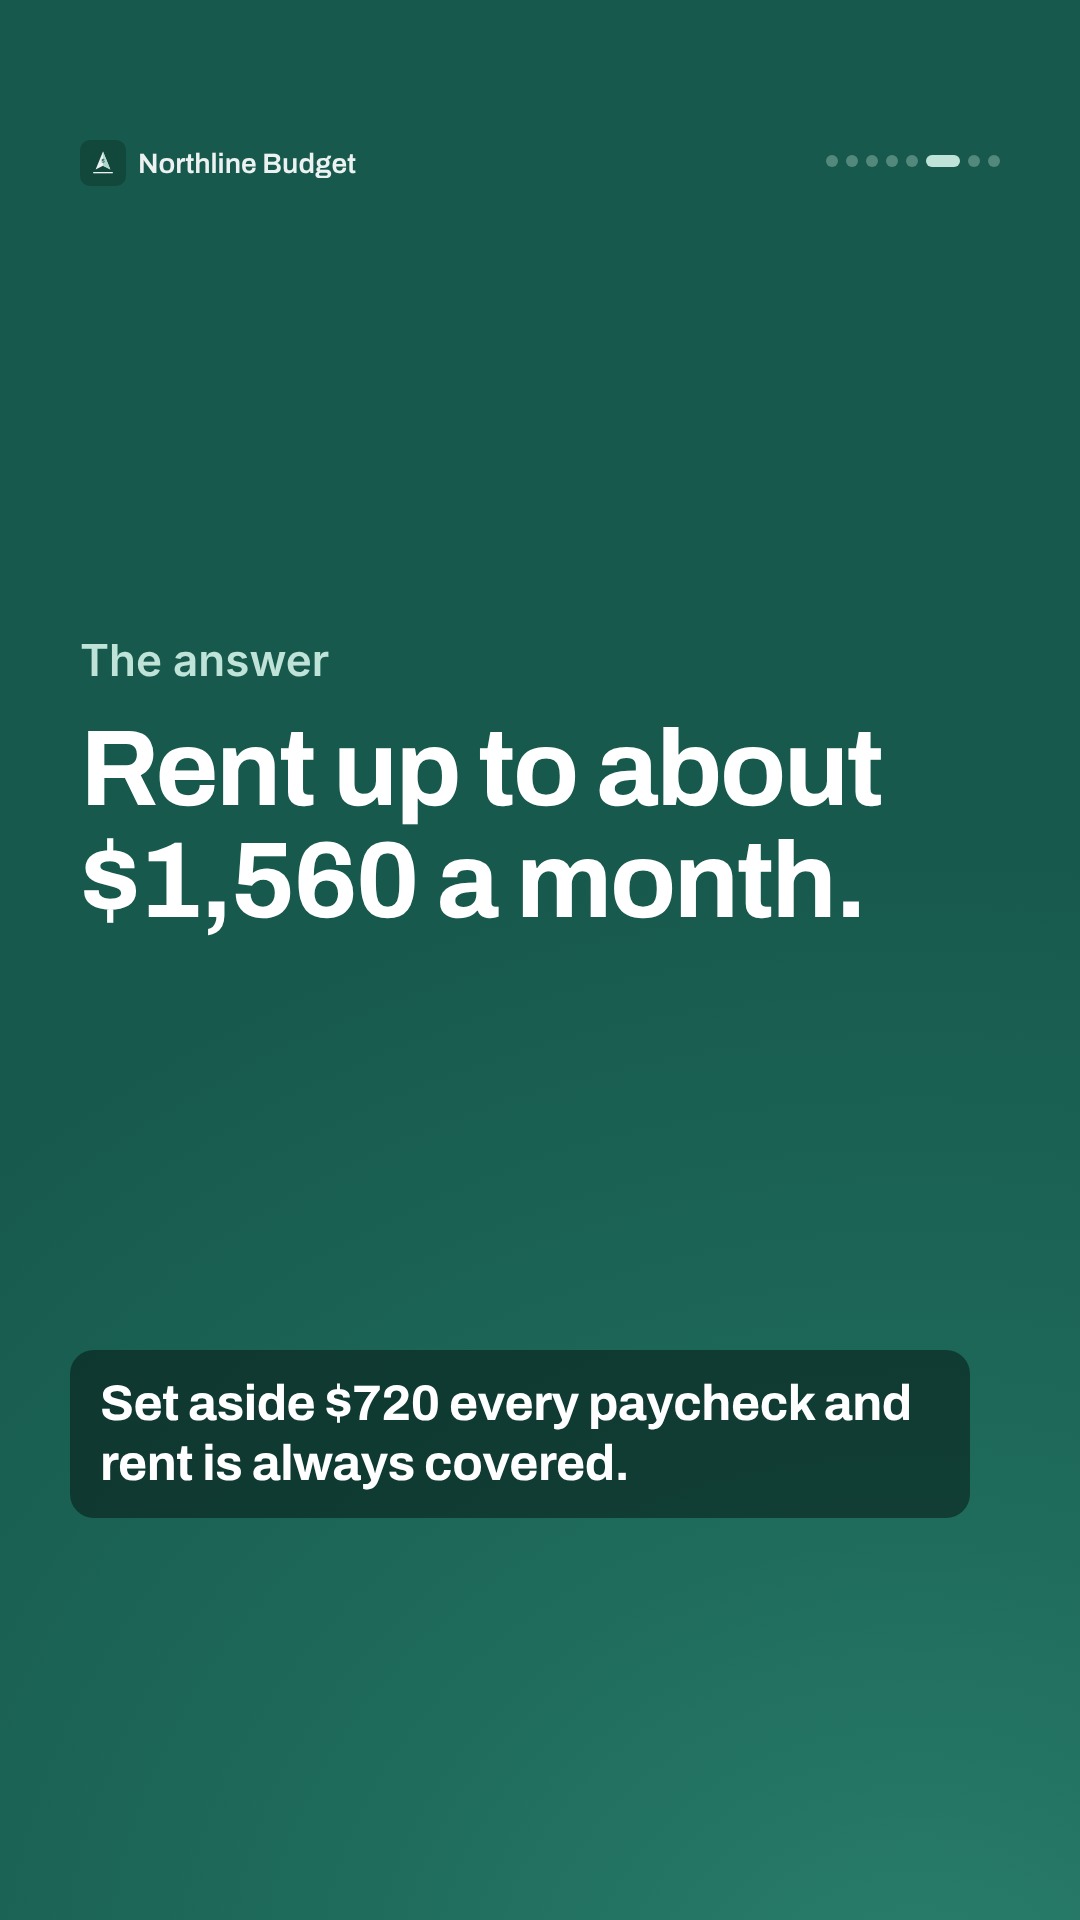 Northline Budget
The answer
Rent up to about
$1,560 a month.
Set aside $720 every paycheck and
rent is always covered.